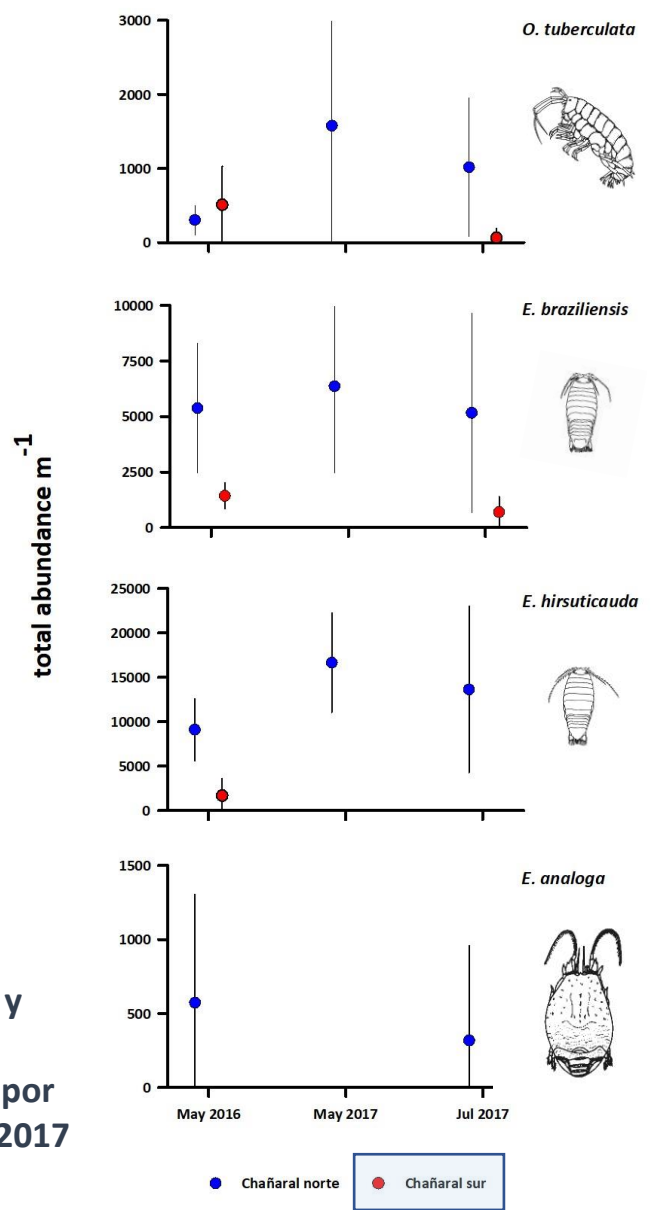 O. tuberculata
3000
2000
1000
0
E. braziliensis
10000
7500
5000
2500
0
total abundance m⁻¹
E. hirsuticauda
25000
20000
15000
10000
5000
0
E. analoga
1500
1000
500
0
y
por
2017
May 2016 May 2017 Jul 2017
Chañaral norte Chañaral sur